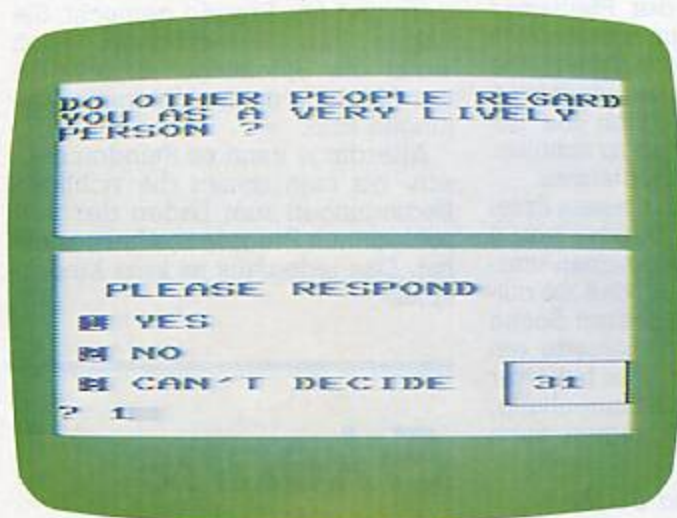 DO OTHER PEOPLE REGARD
YOU AS A VERY LIVELY
PERSON ?
PLEASE RESPOND
YES
NO
CAN'T DECIDE
31
? 1